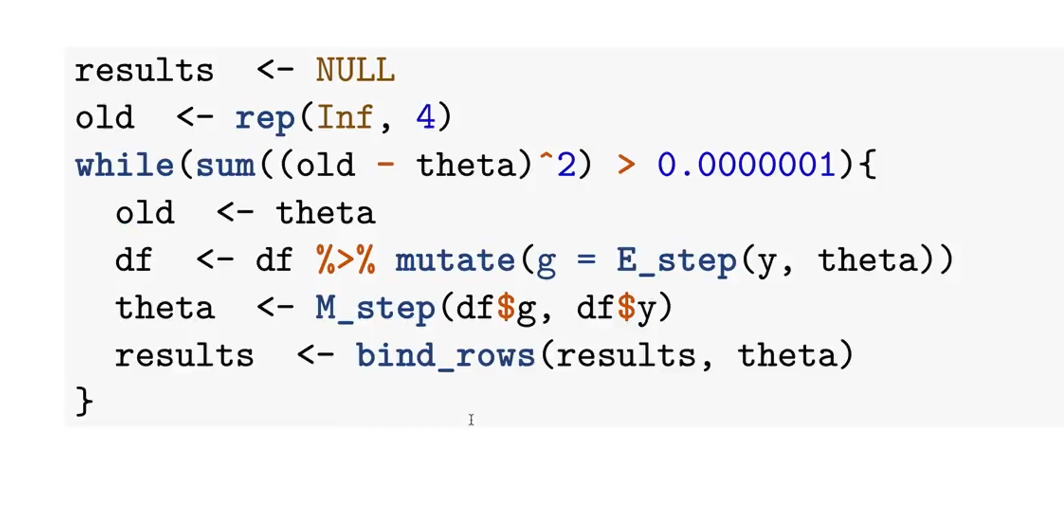 results <- NULL
old <- rep(Inf, 4)
while(sum((old - theta)^2) > 0.0000001){
old <- theta
df <- df %>% mutate(g = E_step(y, theta))
theta <- M_step(df$g, df$y)
results <- bind_rows(results, theta)
}